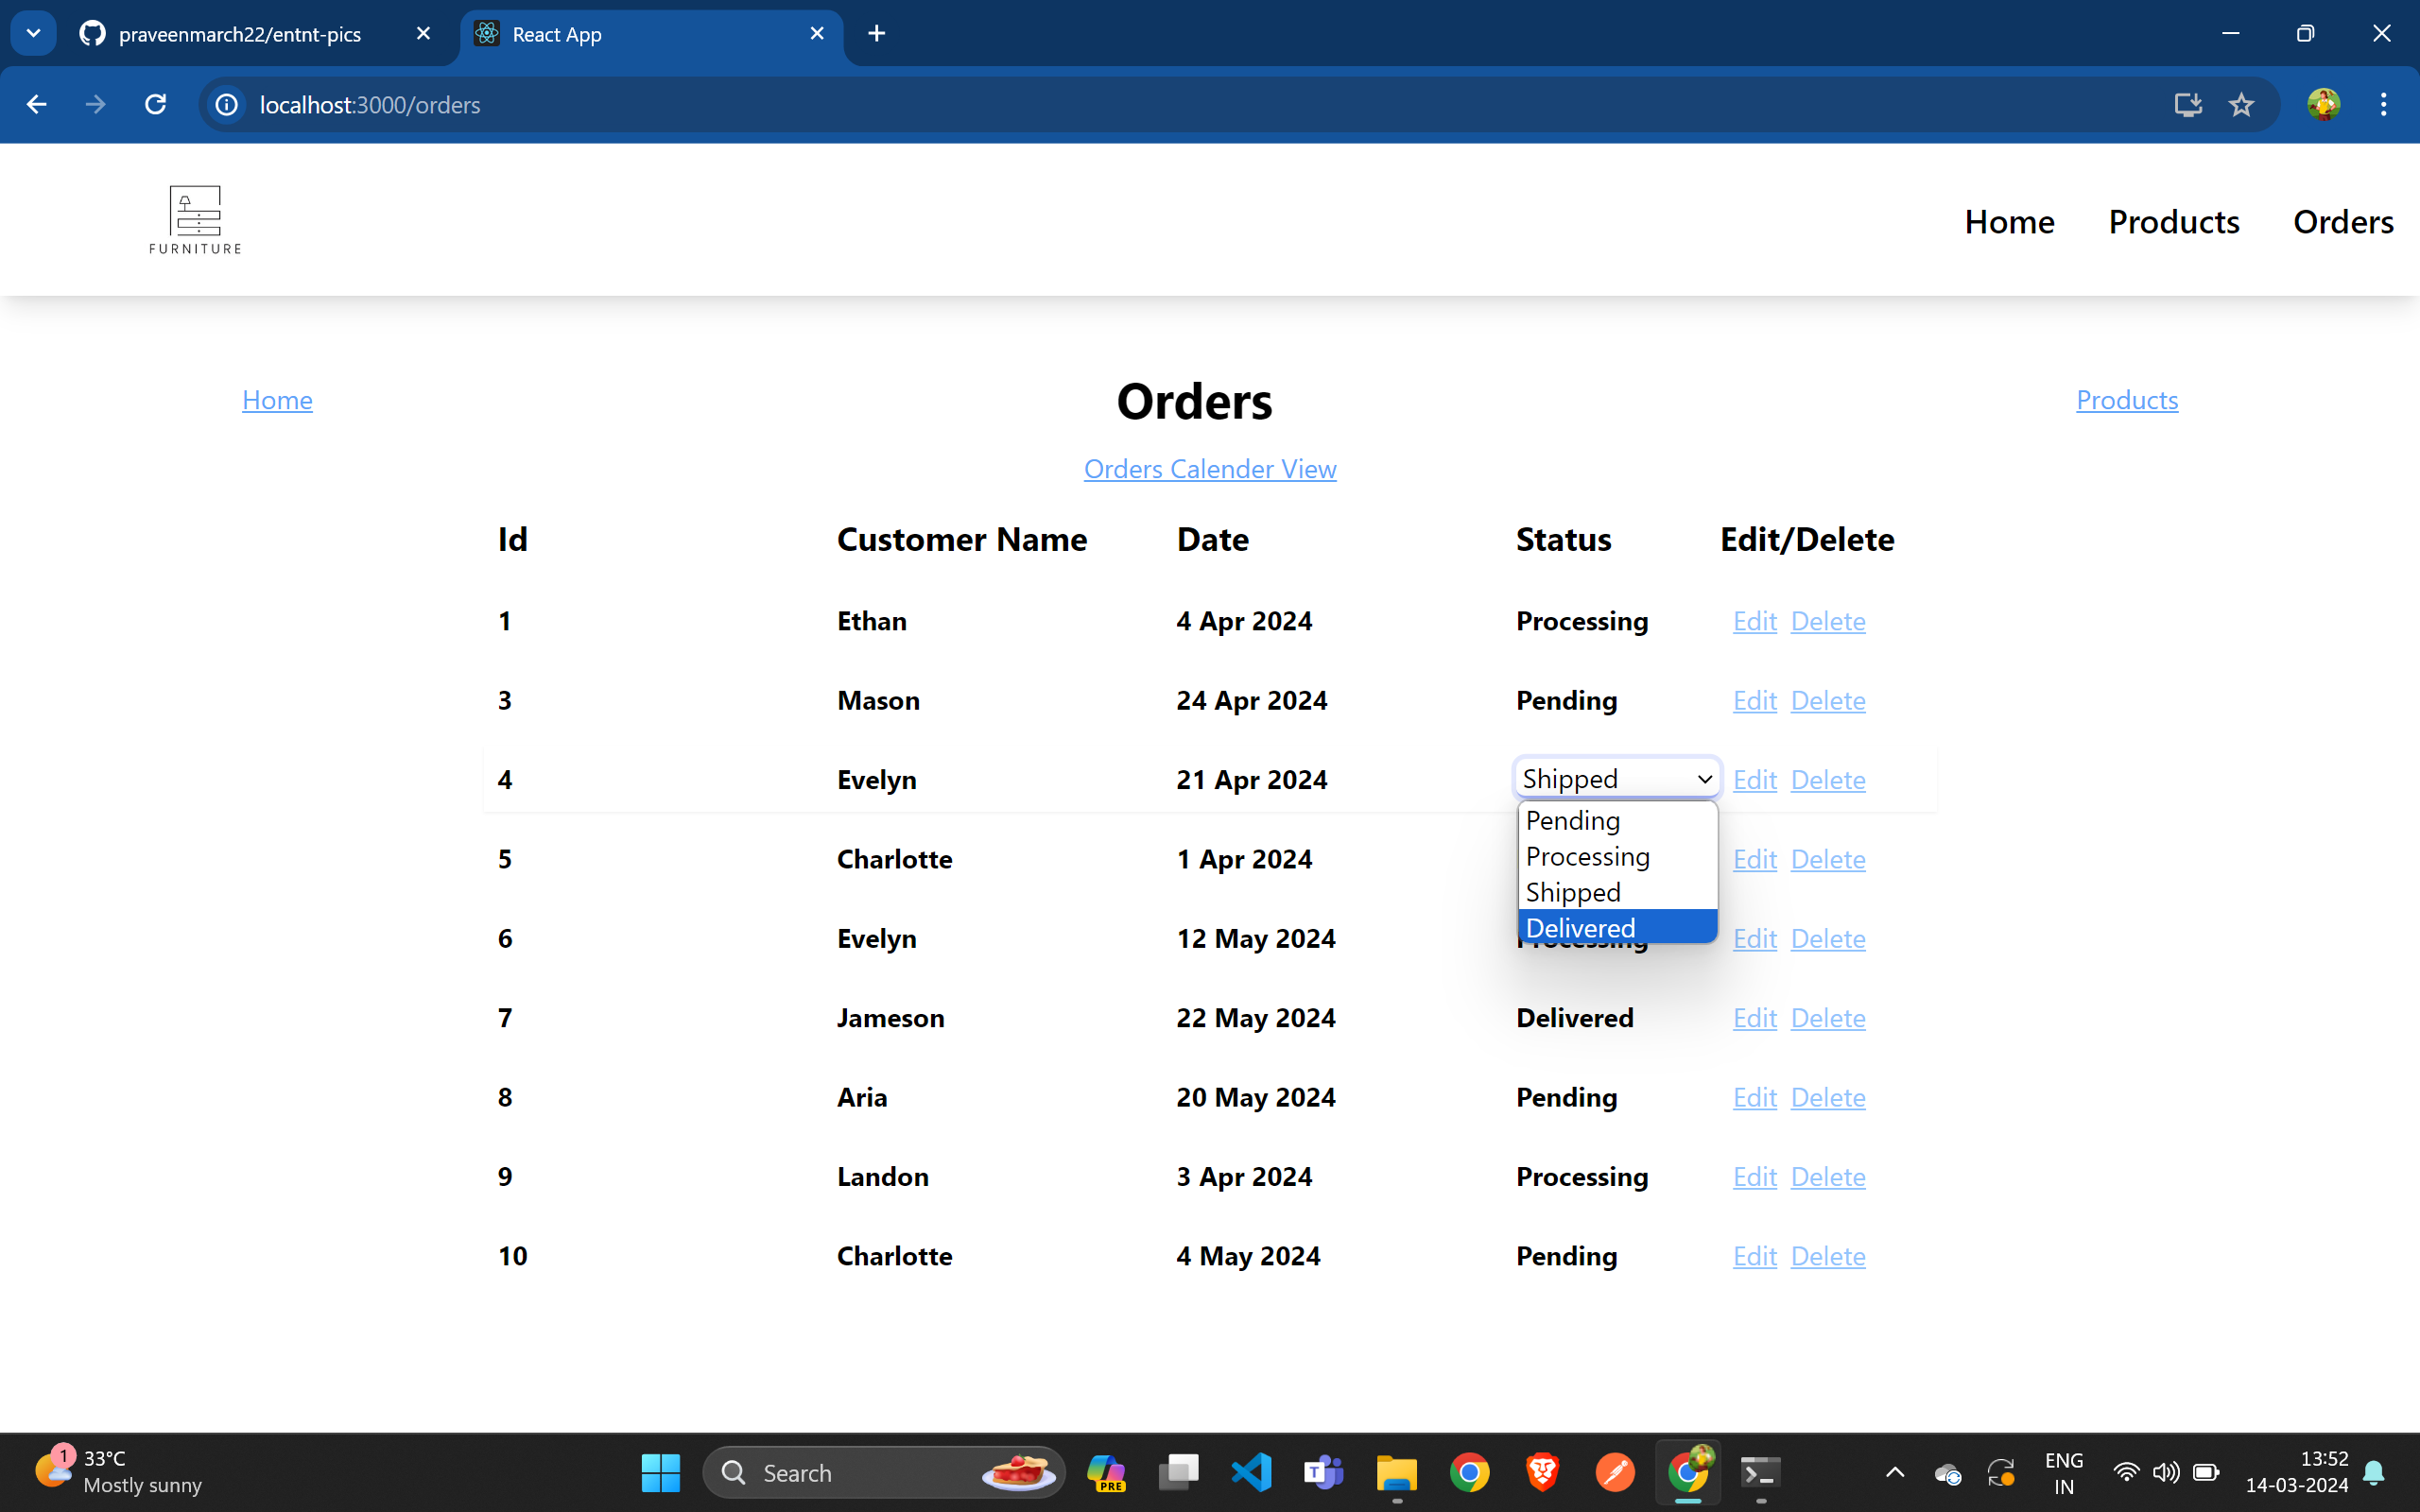 praveenmarch22/entnt-pics
React App
localhost:3000/orders
FURNITURE
Home Products Orders
Home Orders Products
Orders Calender View
Id Customer Name Date Status Edit/Delete
1 Ethan 4 Apr 2024 Processing Edit Delete
3 Mason 24 Apr 2024 Pending Edit Delete
4 Evelyn 21 Apr 2024 Shipped Edit Delete
Pending
Processing
Shipped
Delivered
5 Charlotte 1 Apr 2024 Edit Delete
6 Evelyn 12 May 2024 Processing Edit Delete
7 Jameson 22 May 2024 Delivered Edit Delete
8 Aria 20 May 2024 Pending Edit Delete
9 Landon 3 Apr 2024 Processing Edit Delete
10 Charlotte 4 May 2024 Pending Edit Delete
1
33°C
Mostly sunny
Search
PRE
T
ENG
IN
13:52
14-03-2024